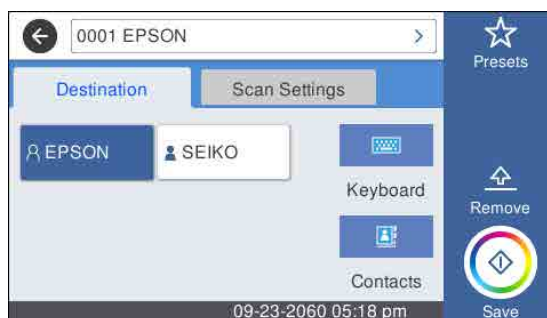 0001 EPSON
Presets
Destination
Scan Settings
EPSON
SEIKO
Keyboard
Remove
Contacts
09-23-2060 05:18 pm
Save